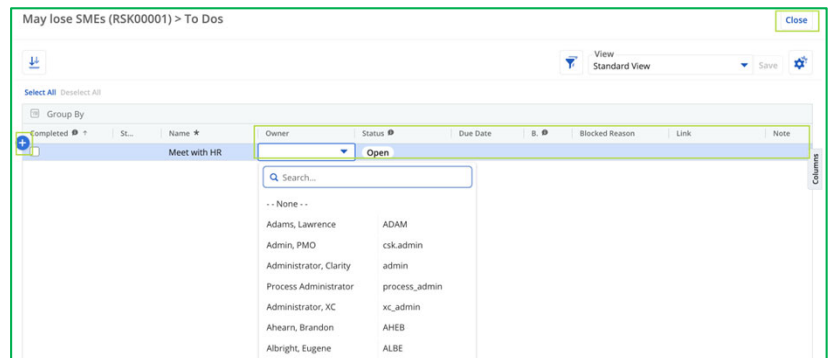 May lose SMEs (RSK00001) > To Dos
Close
View
Standard View
Save
Select All Deselect All
Group By
Completed St... Name * Owner Status Due Date B. Blocked Reason Link Note
Meet with HR Open
Columns
Search...
- - None - -
Adams, Lawrence ADAM
Admin, PMO csk.admin
Administrator, Clarity admin
Process Administrator process_admin
Administrator, XC xc_admin
Ahearn, Brandon AHEB
Albright, Eugene ALBE